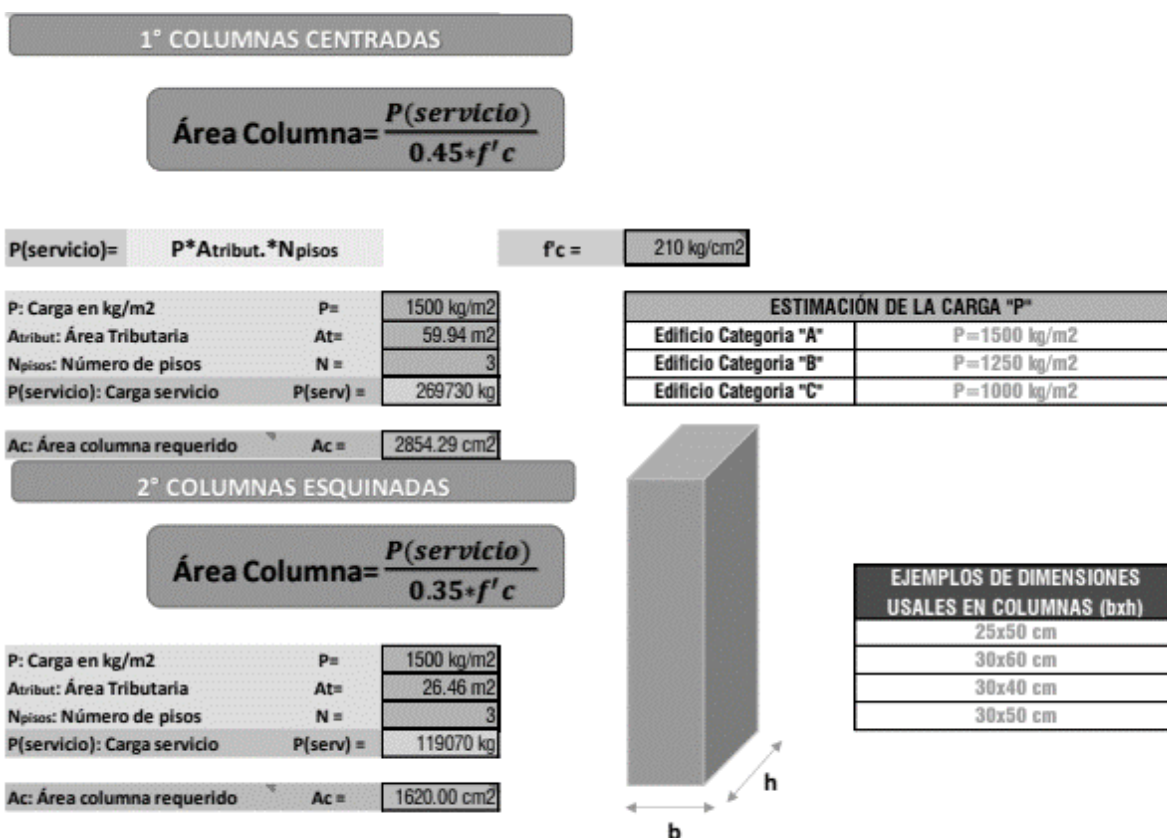 1° COLUMNAS CENTRADAS
Área Columna= P(servicio) / 0.45*f'c
P(servicio)= P*Atribut.*Npisos f'c = 210 kg/cm2
P: Carga en kg/m2 P= 1500 kg/m2
Atribut: Área Tributaria At= 59.94 m2
Npisos: Número de pisos N = 3
P(servicio): Carga servicio P(serv) = 269730 kg
ESTIMACIÓN DE LA CARGA "P"
Edificio Categoria "A" P=1500 kg/m2
Edificio Categoria "B" P=1250 kg/m2
Edificio Categoria "C" P=1000 kg/m2
Ac: Área columna requerido Ac = 2854.29 cm2
2° COLUMNAS ESQUINADAS
Área Columna= P(servicio) / 0.35*f'c
P: Carga en kg/m2 P= 1500 kg/m2
Atribut: Área Tributaria At= 26.46 m2
Npisos: Número de pisos N = 3
P(servicio): Carga servicio P(serv) = 119070 kg
Ac: Área columna requerido Ac = 1620.00 cm2
h
b
EJEMPLOS DE DIMENSIONES
USALES EN COLUMNAS (bxh)
25x50 cm
30x60 cm
30x40 cm
30x50 cm